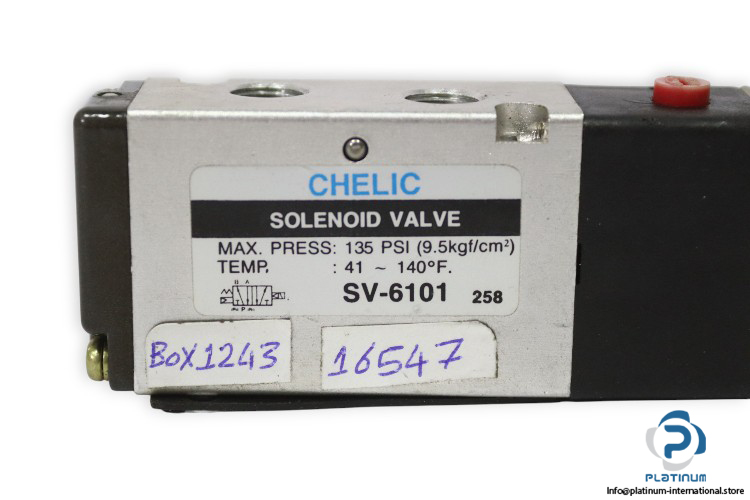 CHELIC
SOLENOID VALVE
MAX. PRESS: 135 PSI (9.5kgf/cm²)
TEMP. : 41 ~ 140°F.
B A
SV-6101 258
BOX1243
16547
PLATINUM
Info@platinum-international.store